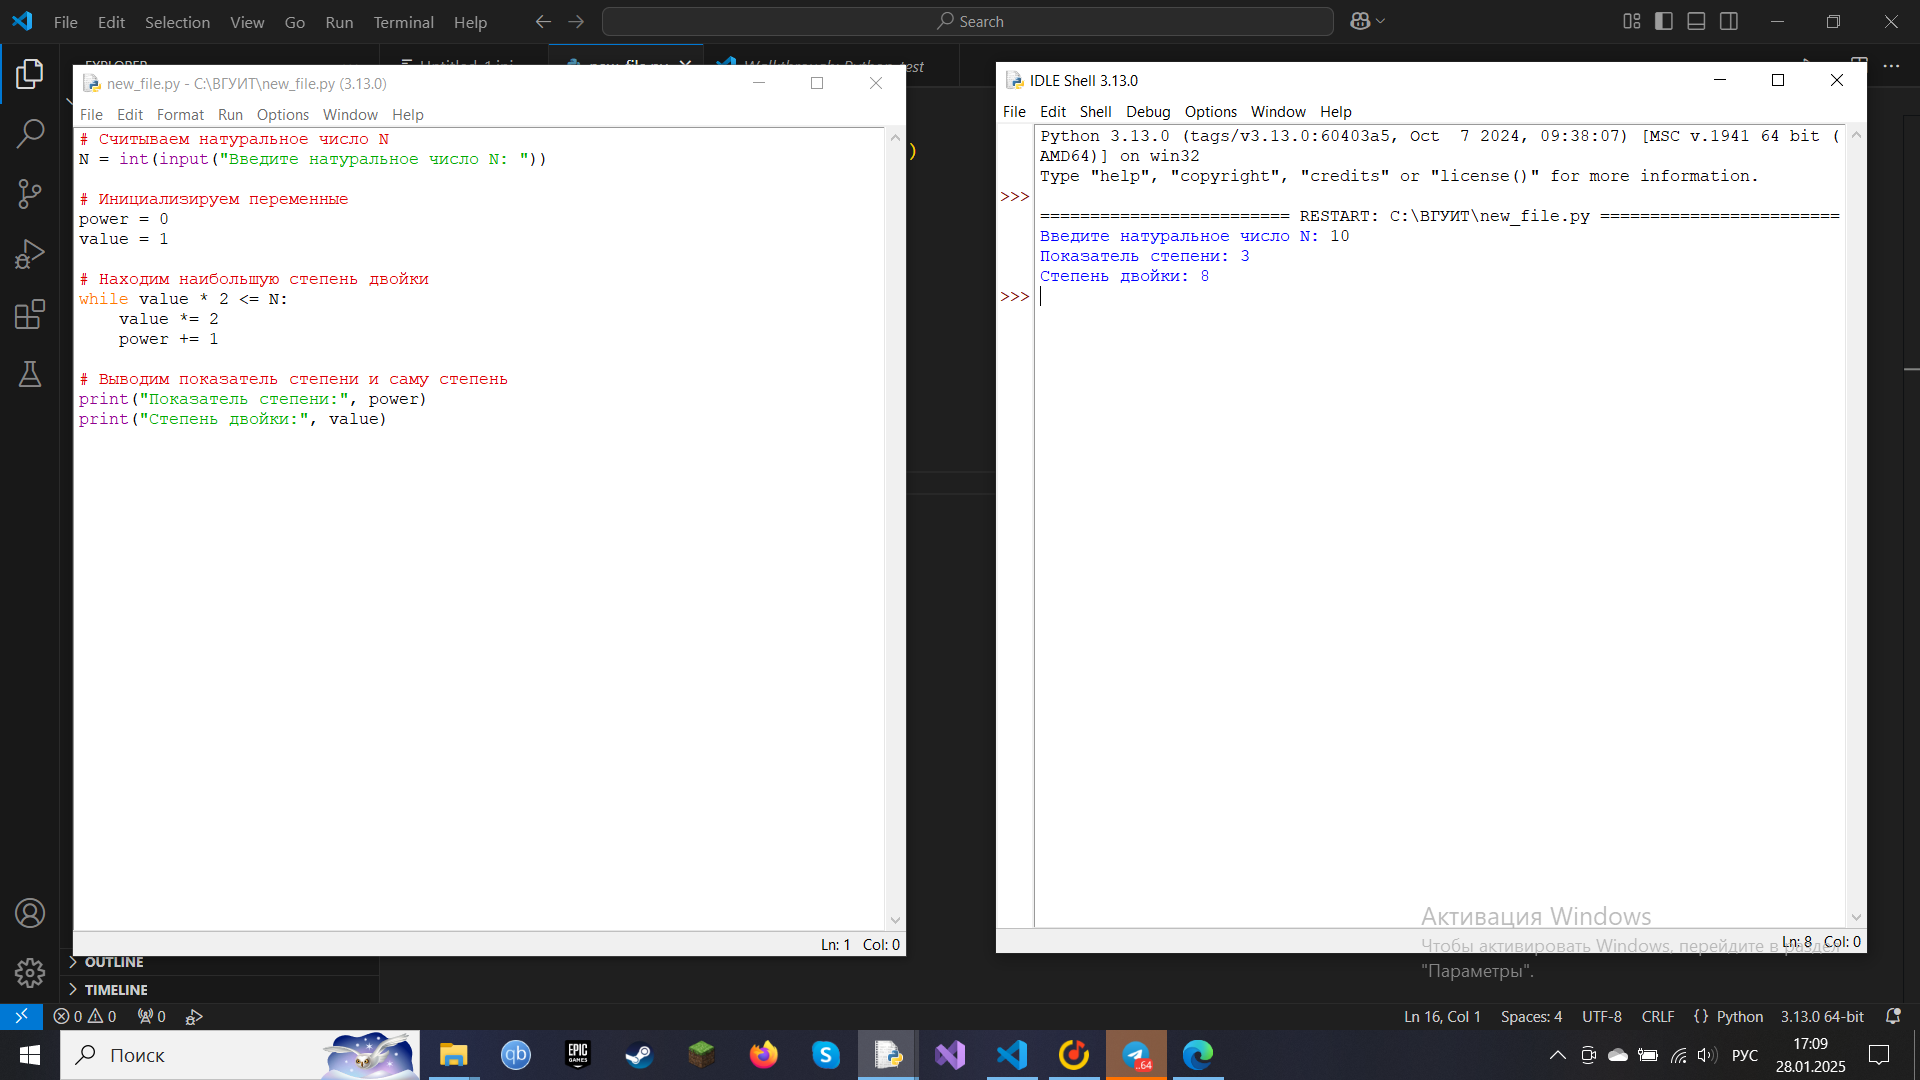 File Edit Selection View Go Run Terminal Help
Search
new_file.py - C:\ВГУИТ\new_file.py (3.13.0)
File Edit Format Run Options Window Help
# Считываем натуральное число N
N = int(input("Введите натуральное число N: "))
# Инициализируем переменные
power = 0
value = 1
# Находим наибольшую степень двойки
while value * 2 <= N:
    value *= 2
    power += 1
# Выводим показатель степени и саму степень
print("Показатель степени:", power)
print("Степень двойки:", value)
Ln: 1 Col: 0
test
)
IDLE Shell 3.13.0
File Edit Shell Debug Options Window Help
Python 3.13.0 (tags/v3.13.0:60403a5, Oct  7 2024, 09:38:07) [MSC v.1941 64 bit (
AMD64)] on win32
Type "help", "copyright", "credits" or "license()" for more information.
>>>
========================= RESTART: C:\ВГУИТ\new_file.py ========================
Введите натуральное число N: 10
Показатель степени: 3
Степень двойки: 8
>>>
Ln: 8 Col: 0
Активация Windows
Чтобы активировать Windows, перейдите в раздел
"Параметры".
OUTLINE
TIMELINE
0 0 0
Ln 16, Col 1 Spaces: 4 UTF-8 CRLF {} Python 3.13.0 64-bit
Поиск
qb
EPIC GAMES
S
..64
РУС
17:09
28.01.2025